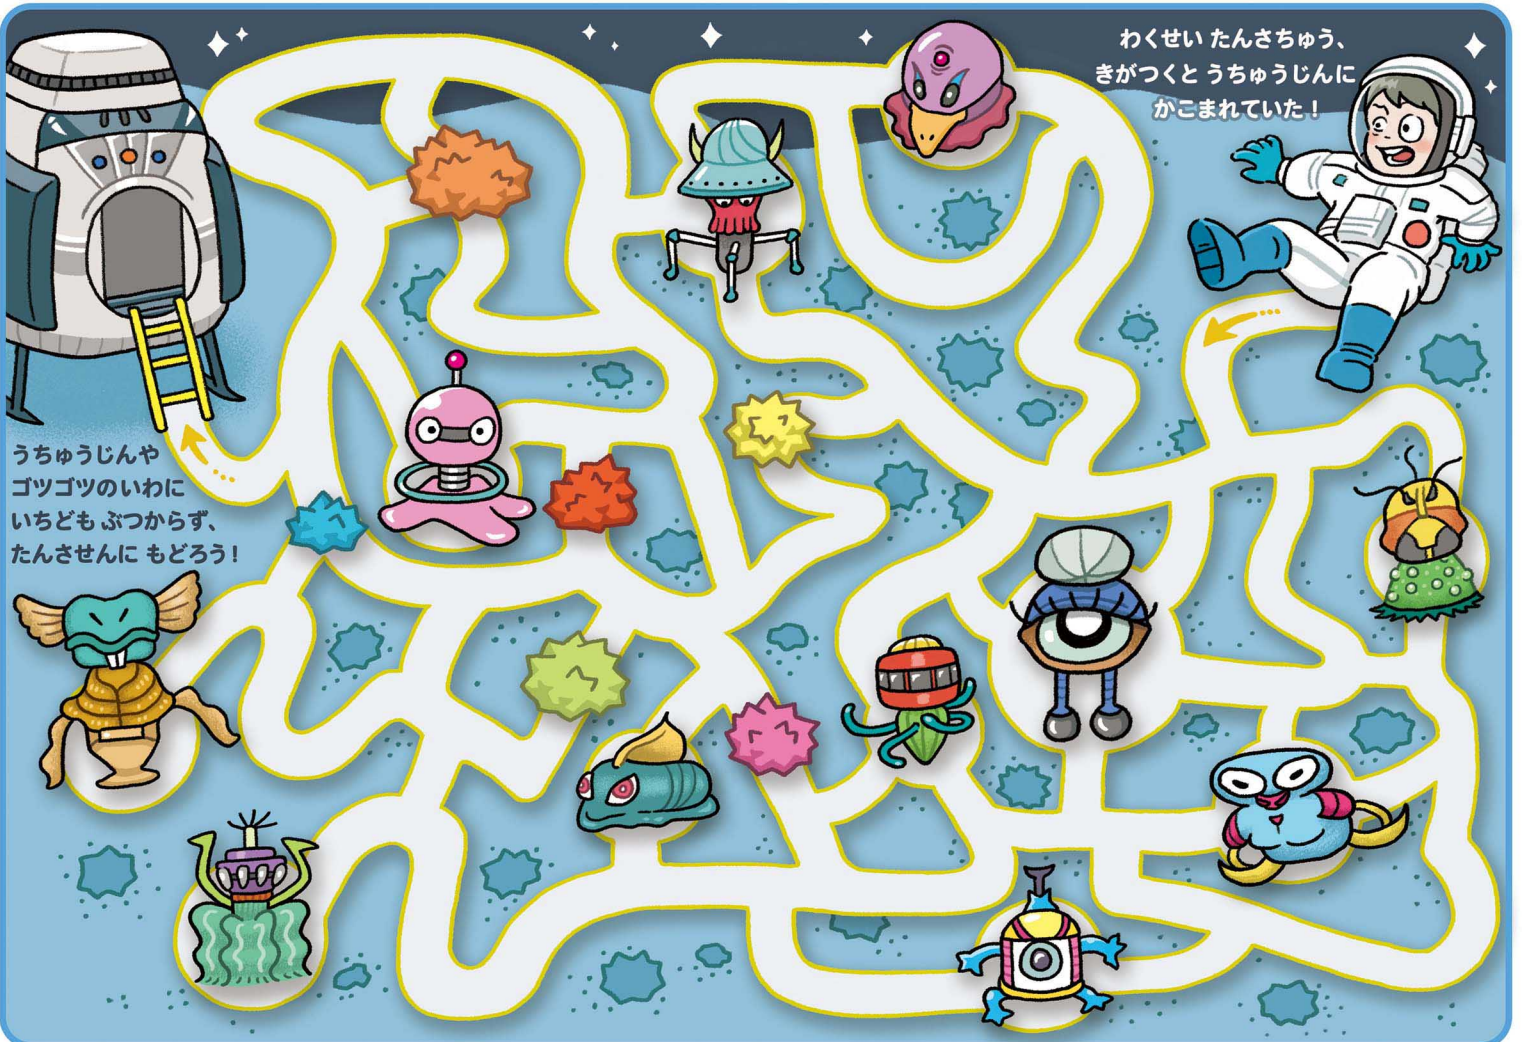 わくせい たんさちゅう、
きがつくと うちゅうじんに
かこまれていた！
うちゅうじんや
ゴツゴツのいわに
いちども ぶつからず、
たんさせんに もどろう！